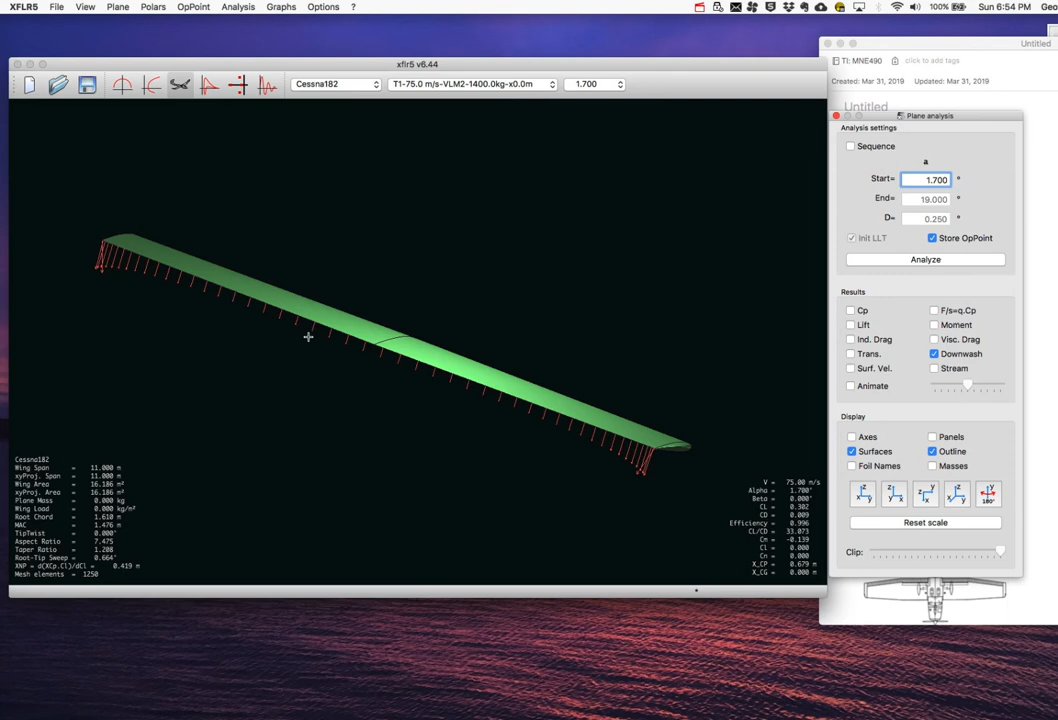 XFLR5 File View Plane Polars OpPoint Analysis Graphs Options ? 100% Sun 6:54 PM Geo
Untitled
TI: MNE490 click to add tags
Created: Mar 31, 2019 Updated: Mar 31, 2019
Untitled
xflr5 v6.44
Cessna182 T1-75.0 m/s-VLM2-1400.0kg-x0.0m 1.700
Plane analysis
Analysis settings
Sequence
a
Start= 1.700 °
End= 19.000 °
D= 0.250 °
Init LLT Store OpPoint
Analyze
Results
Cp F/s=q.Cp
Lift Moment
Ind. Drag Visc. Drag
Trans. Downwash
Surf. Vel. Stream
Animate
Display
Axes Panels
Surfaces Outline
Foil Names Masses
z x y z y x y z x z x y y 180°
Reset scale
Clip:
Cessna182
Wing Span = 11.000 m
xyProj. Span = 11.000 m
Wing Area = 16.186 m²
xyProj. Area = 16.186 m²
Plane Mass = 0.000 kg
Wing Load = 0.000 kg/m²
Root Chord = 1.610 m
MAC = 1.476 m
TipTwist = 0.000°
Aspect Ratio = 7.475
Taper Ratio = 1.208
Root-Tip Sweep = 0.664°
XNP = d(XCp.Cl)/dCl = 0.419 m
Mesh elements = 1250
V = 75.00 m/s
Alpha = 1.700°
Beta = 0.000°
CL = 0.302
CD = 0.009
Efficiency = 0.996
CL/CD = 33.073
Cm = -0.139
Cl = 0.000
Cn = 0.000
X_CP = 0.679 m
X_CG = 0.000 m